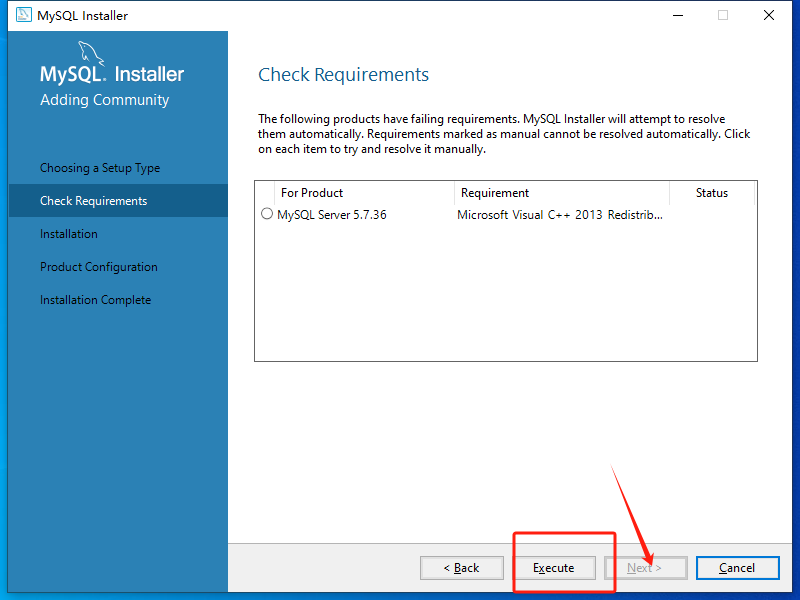 MySQL Installer
MySQL. Installer
Adding Community
Choosing a Setup Type
Check Requirements
Installation
Product Configuration
Installation Complete
Check Requirements
The following products have failing requirements. MySQL Installer will attempt to resolve
them automatically. Requirements marked as manual cannot be resolved automatically. Click
on each item to try and resolve it manually.
For Product Requirement Status
MySQL Server 5.7.36 Microsoft Visual C++ 2013 Redistrib...
< Back Execute Next > Cancel